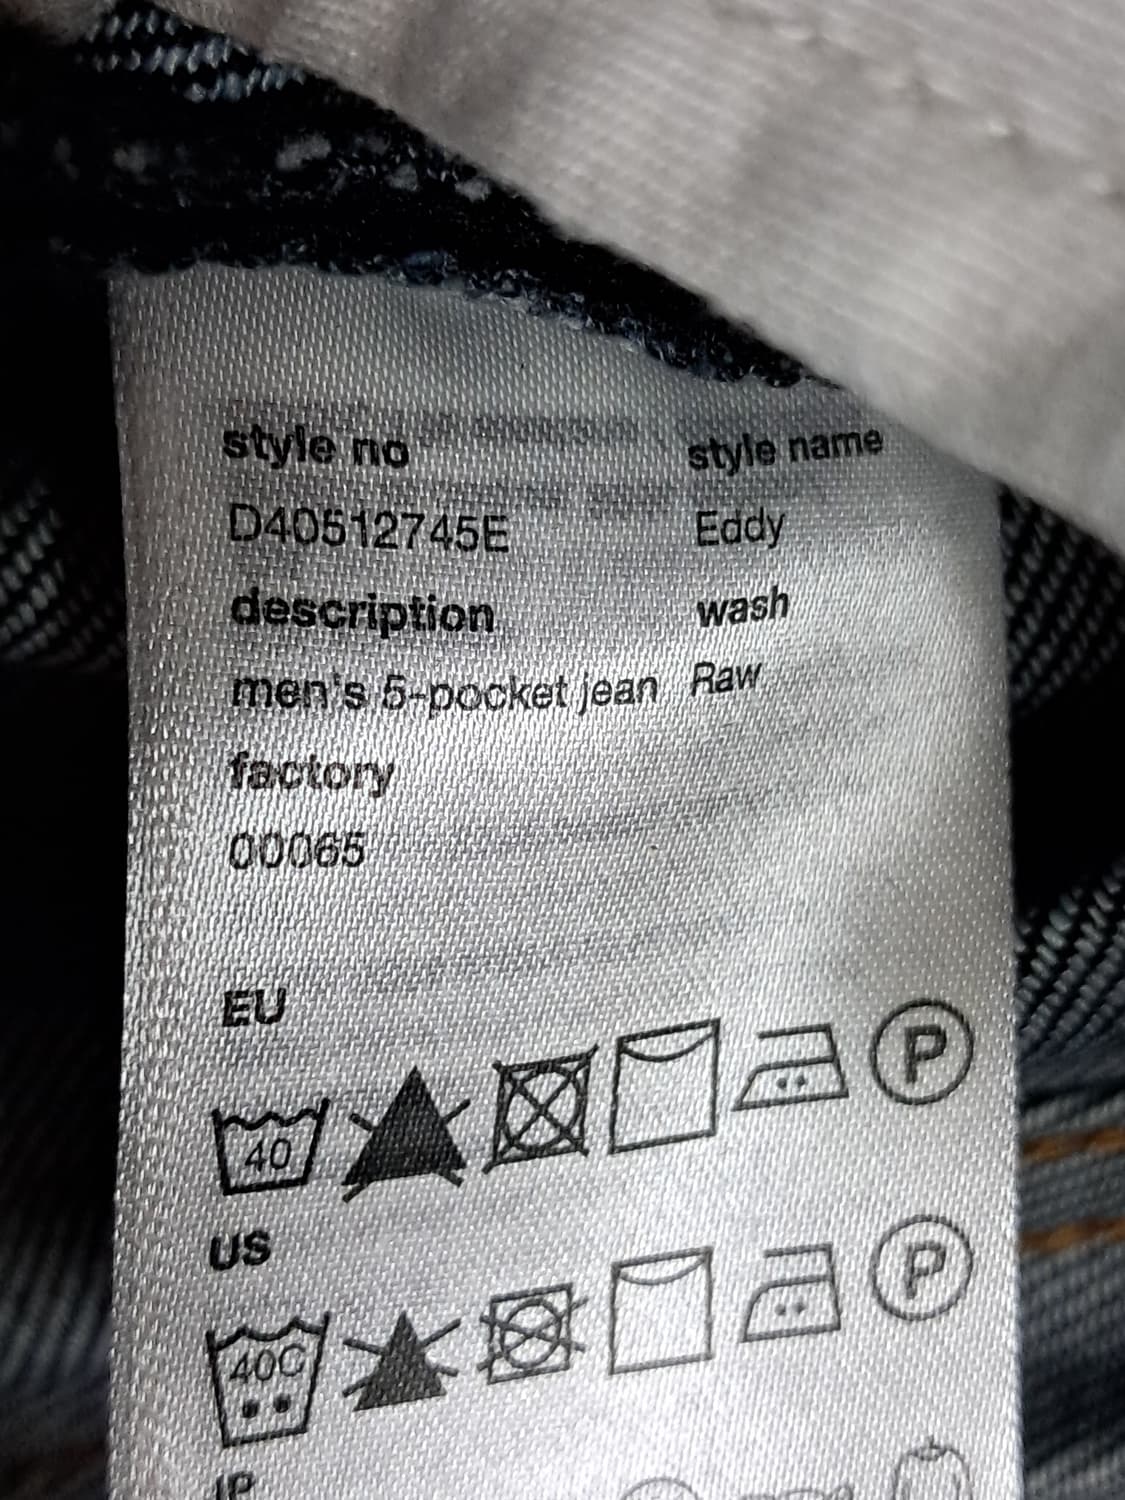 style no style name
D40512745E Eddy
description wash
men's 5-pocket jean Raw
factory
00065
EU
40 P
US
40C P
JP